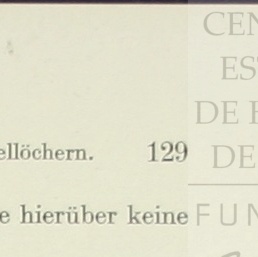 ellöchern. 129
e hierüber keine
CEN
ES
DE
DE
FUN